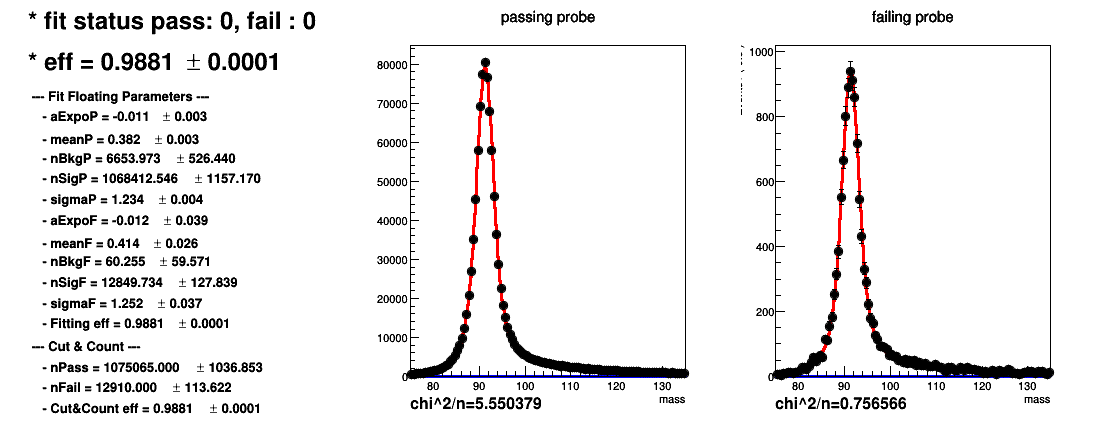 * fit status pass: 0, fail : 0
* eff = 0.9881 ± 0.0001
--- Fit Floating Parameters ---
- aExpoP = -0.011 ± 0.003
- meanP = 0.382 ± 0.003
- nBkgP = 6653.973 ± 526.440
- nSigP = 1068412.546 ± 1157.170
- sigmaP = 1.234 ± 0.004
- aExpoF = -0.012 ± 0.039
- meanF = 0.414 ± 0.026
- nBkgF = 60.255 ± 59.571
- nSigF = 12849.734 ± 127.839
- sigmaF = 1.252 ± 0.037
- Fitting eff = 0.9881 ± 0.0001
--- Cut & Count ---
- nPass = 1075065.000 ± 1036.853
- nFail = 12910.000 ± 113.622
- Cut&Count eff = 0.9881 ± 0.0001
passing probe
80000
70000
60000
50000
40000
30000
20000
10000
0
80 90 100 110 120 130
mass
chi^2/n=5.550379
failing probe
1000
800
600
400
200
0
80 90 100 110 120 130
mass
chi^2/n=0.756566